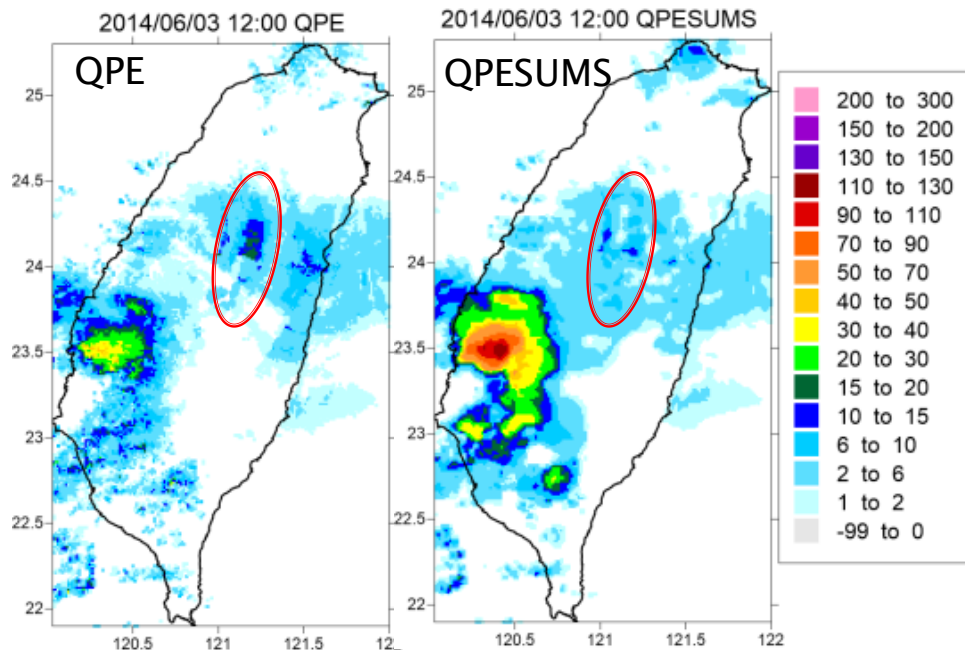 2014/06/03 12:00 QPE
QPE
25
24.5
24
23.5
23
22.5
22
120.5 121 121.5 12
2014/06/03 12:00 QPESUMS
QPESUMS
25
24.5
24
23.5
23
22.5
22
120.5 121 121.5 122
200 to 300
150 to 200
130 to 150
110 to 130
90 to 110
70 to 90
50 to 70
40 to 50
30 to 40
20 to 30
15 to 20
10 to 15
6 to 10
2 to 6
1 to 2
-99 to 0